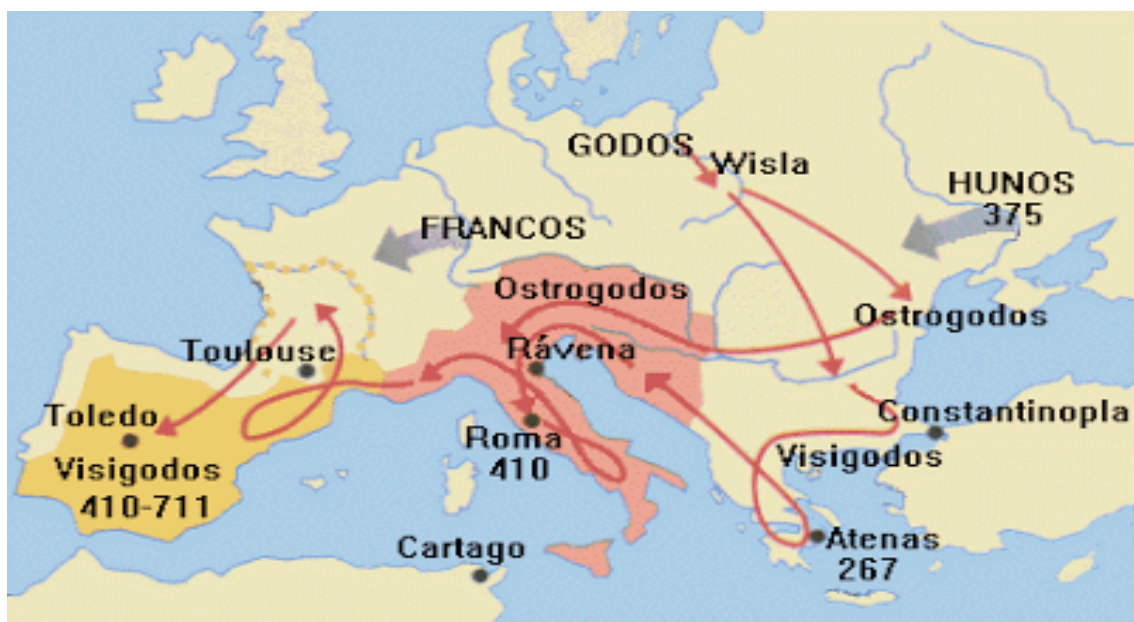 GODOS
Wisla
HUNOS
375
FRANCOS
Ostrogodos
Ostrogodos
Toulouse
Rávena
Toledo
Constantinopla
Roma
410
Visigodos
Visigodos
410-711
Cartago
Atenas
267